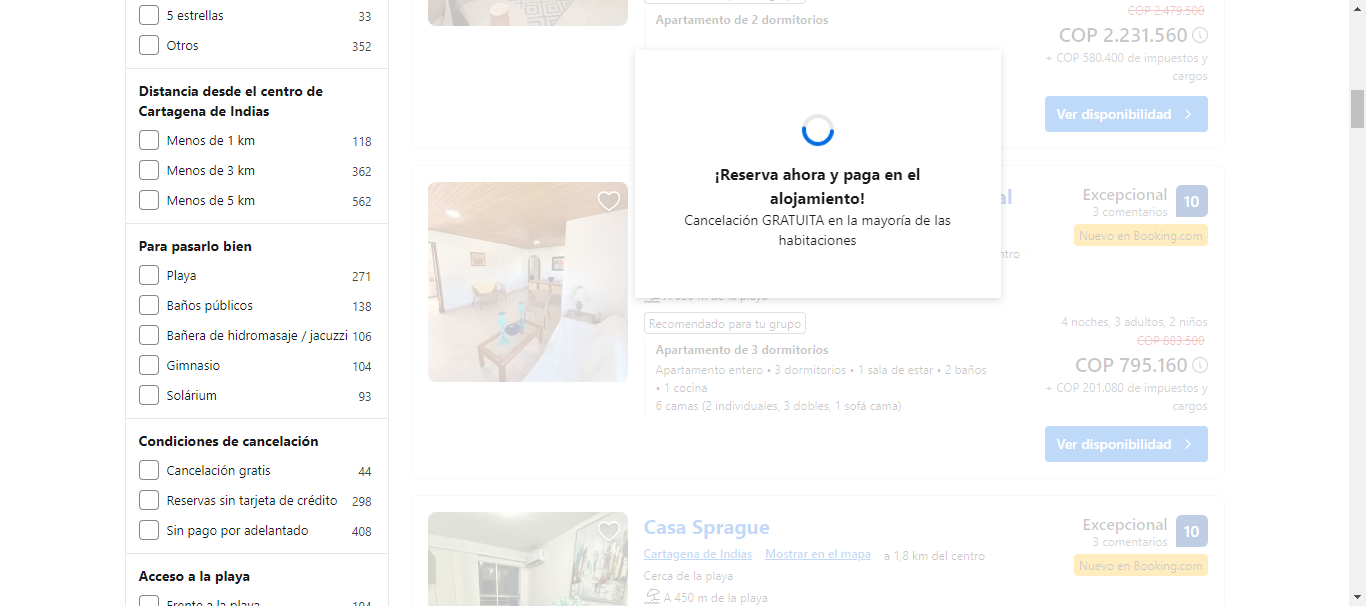 5 estrellas 33
Otros 352
Distancia desde el centro de
Cartagena de Indias
Menos de 1 km 118
Menos de 3 km 362
Menos de 5 km 562
Para pasarlo bien
Playa 271
Baños públicos 138
Bañera de hidromasaje / jacuzzi 106
Gimnasio 104
Solárium 93
Condiciones de cancelación
Cancelación gratis 44
Reservas sin tarjeta de crédito 298
Sin pago por adelantado 408
Acceso a la playa
Frente a la playa 194
Apartamento de 2 dormitorios
COP 2.479.500
COP 2.231.560
+ COP 580.400 de impuestos y
cargos
Ver disponibilidad
¡Reserva ahora y paga en el
alojamiento!
Cancelación GRATUITA en la mayoría de las
habitaciones
Excepcional 10
3 comentarios
Nuevo en Booking.com
A 650 m de la playa
Recomendado para tu grupo
Apartamento de 3 dormitorios
Apartamento entero • 3 dormitorios • 1 sala de estar • 2 baños
• 1 cocina
6 camas (2 individuales, 3 dobles, 1 sofá cama)
4 noches, 3 adultos, 2 niños
COP 883.500
COP 795.160
+ COP 201.080 de impuestos y
cargos
Ver disponibilidad
Casa Sprague
Cartagena de Indias · Mostrar en el mapa a 1,8 km del centro
Cerca de la playa
A 450 m de la playa
Excepcional 10
3 comentarios
Nuevo en Booking.com